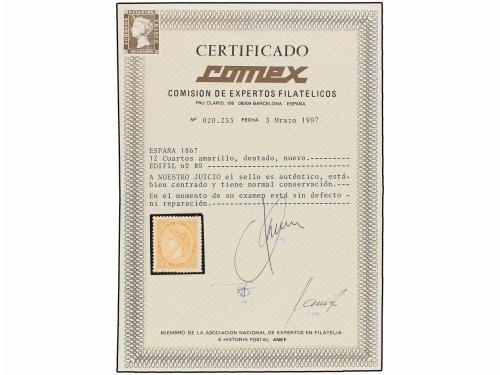 CERTIFICADO
comex
COMISION DE EXPERTOS FILATELICOS
PAU CLARIS, 106 08009 BARCELONA - ESPAÑA
Nº 020.253 FECHA 3 Mrazo 1997
ESPAÑA 1867
12 Cuartos amarillo, dentado, nuevo.---------
EDIFIL nº 89 --------------------------------
A NUESTRO JUICIO el sello es auténtico, está-
bien centrado y tiene normal conservación.---
En el momento de su examen está sin defecto -
ni reparación.-------------------
MIEMBRO DE LA ASOCIACION NACIONAL DE EXPERTOS EN FILATELIA
E HISTORIA POSTAL ANEF